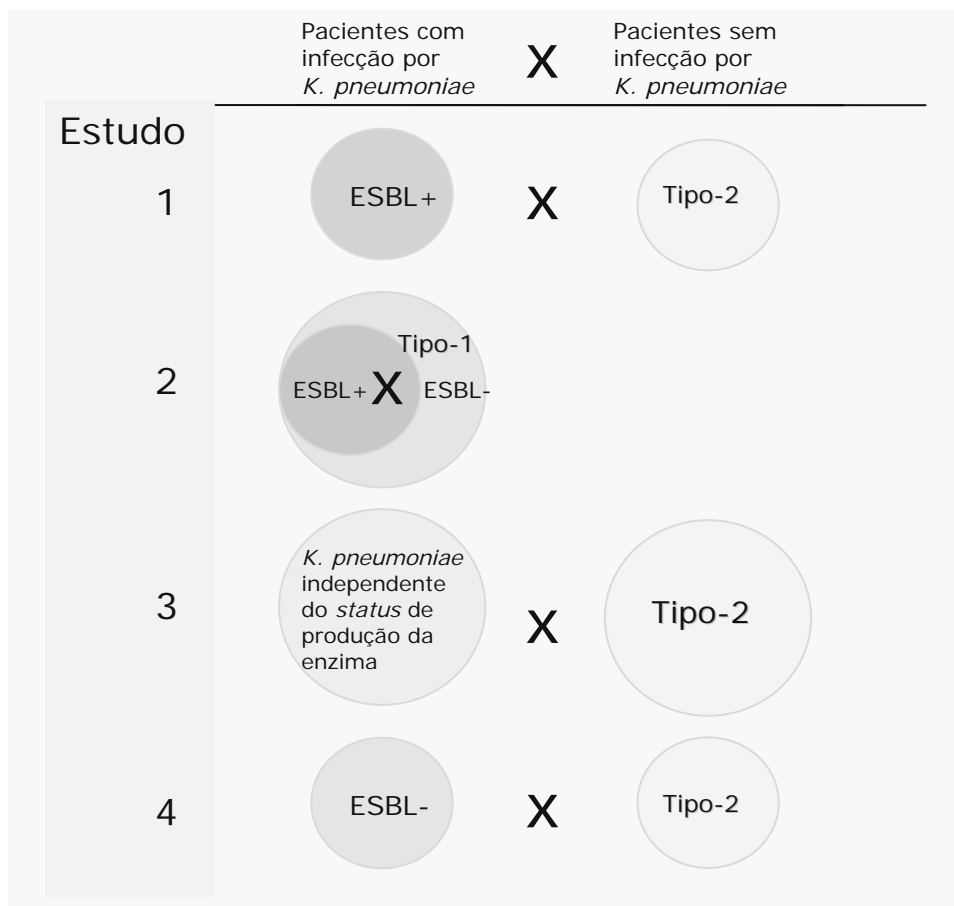 Pacientes com
infecção por
K. pneumoniae
X
Pacientes sem
infecção por
K. pneumoniae
Estudo
1
ESBL+
X
Tipo-2
2
Tipo-1
ESBL+
X
ESBL-
3
K. pneumoniae
independente
do status de
produção da
enzima
X
Tipo-2
4
ESBL-
X
Tipo-2